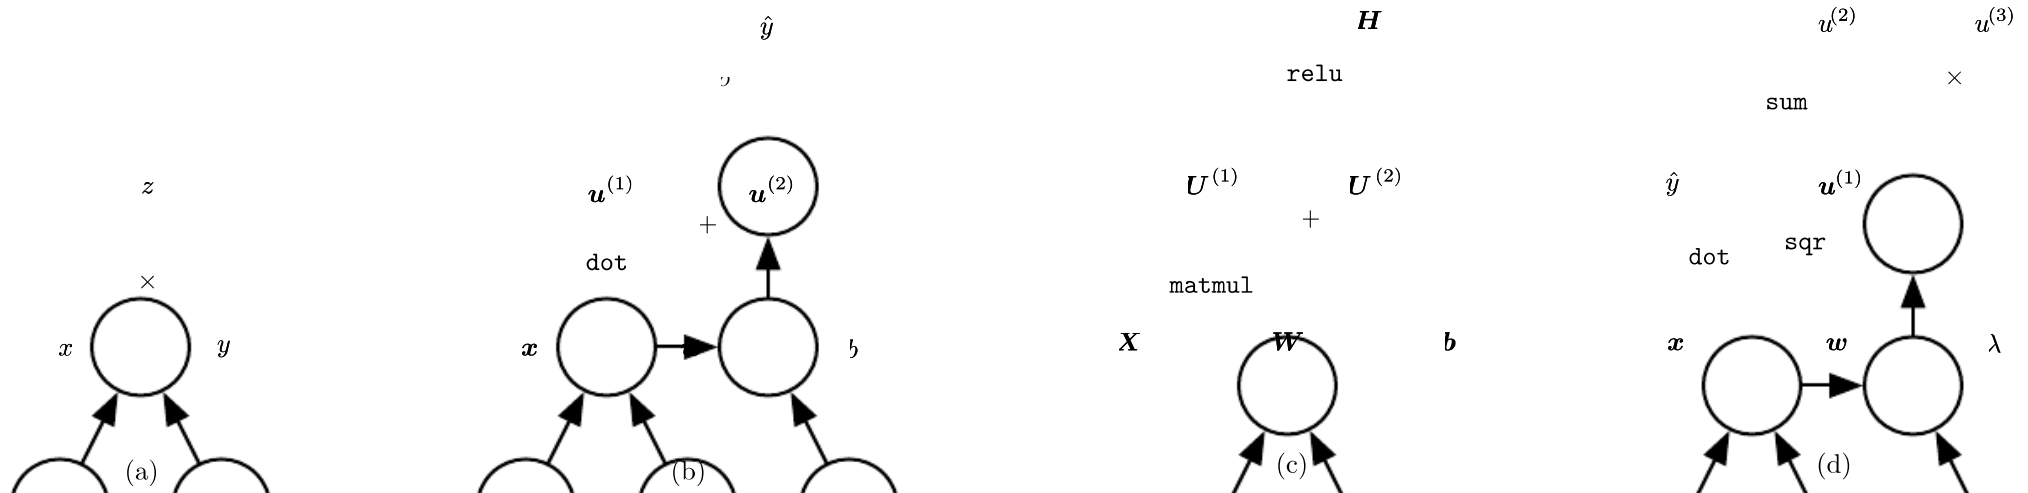 z
×
x y
(a)
ŷ
u(1) u(2)
+
dot
x
(b)
H
relu
U(1) U(2)
+
matmul
X W b
(c)
u(2) u(3)
×
sum
ŷ u(1)
sqr
dot
x w λ
(d)